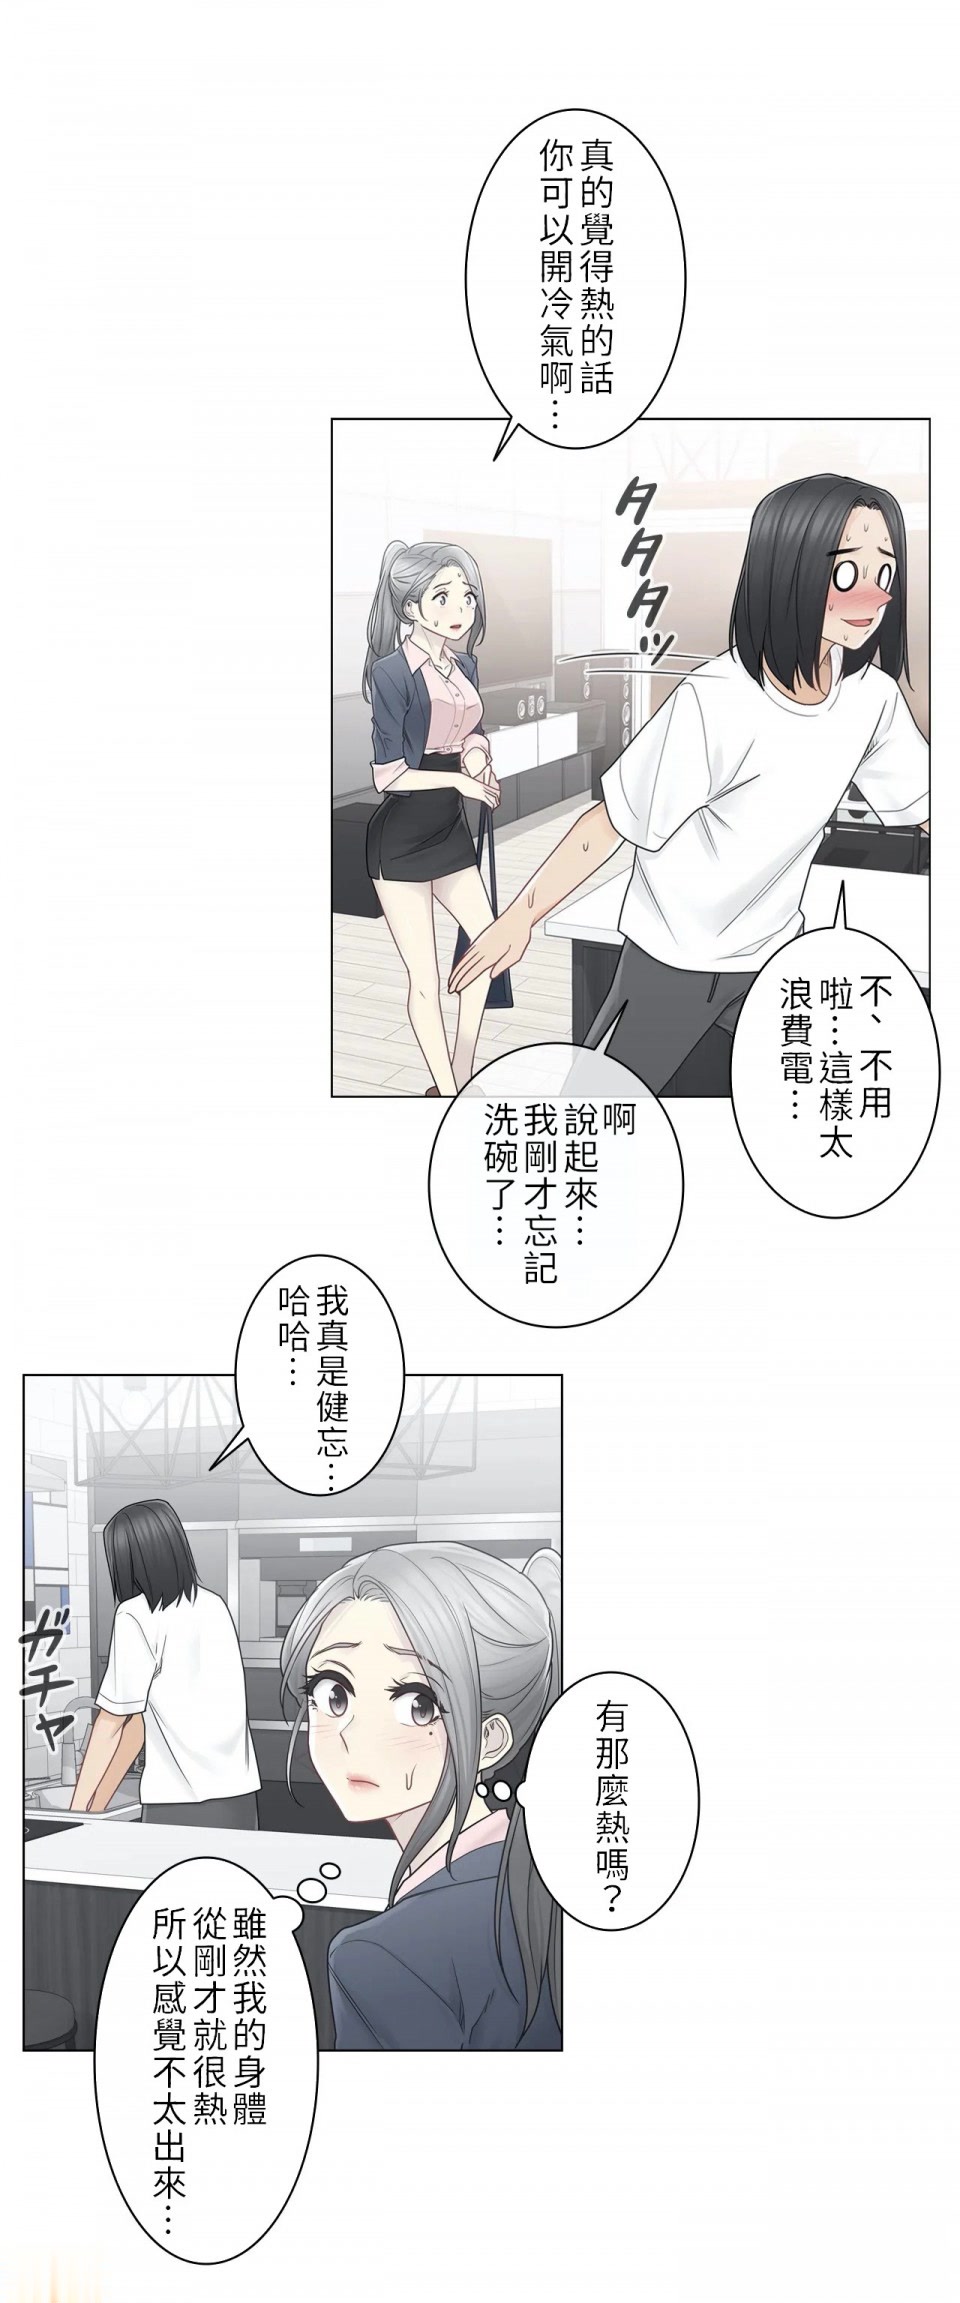 真的覺得熱的話
你可以開冷氣啊…
タタタッ
不、不用
啦…這樣太
浪費電…
啊
說起來…
我剛才忘記
洗碗了…
我真是健忘…
哈哈…
ガチャ
有那麼熱嗎？
雖然我的身體
從剛才就很熱
所以感覺不太出來…